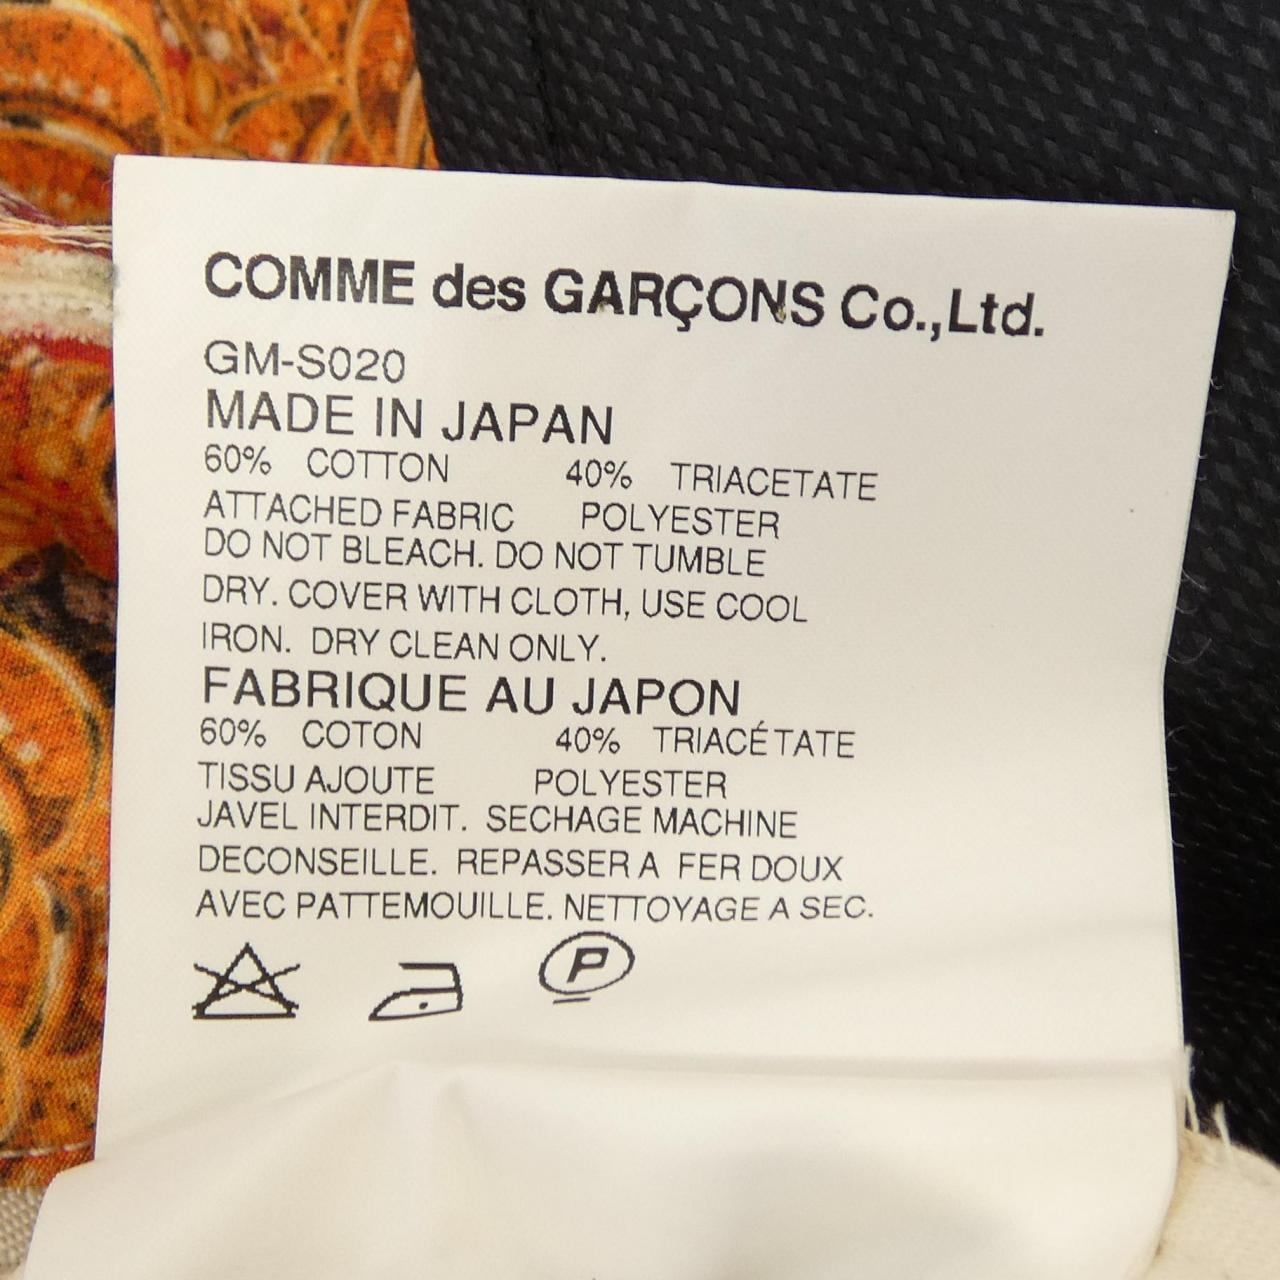 COMME des GARÇONS Co.,Ltd.
GM-S020
MADE IN JAPAN
60% COTTON 40% TRIACETATE
ATTACHED FABRIC POLYESTER
DO NOT BLEACH. DO NOT TUMBLE
DRY. COVER WITH CLOTH, USE COOL
IRON. DRY CLEAN ONLY.
FABRIQUE AU JAPON
60% COTON 40% TRIACÉTATE
TISSU AJOUTE POLYESTER
JAVEL INTERDIT. SECHAGE MACHINE
DECONSEILLE. REPASSER A FER DOUX
AVEC PATTEMOUILLE. NETTOYAGE A SEC.
P